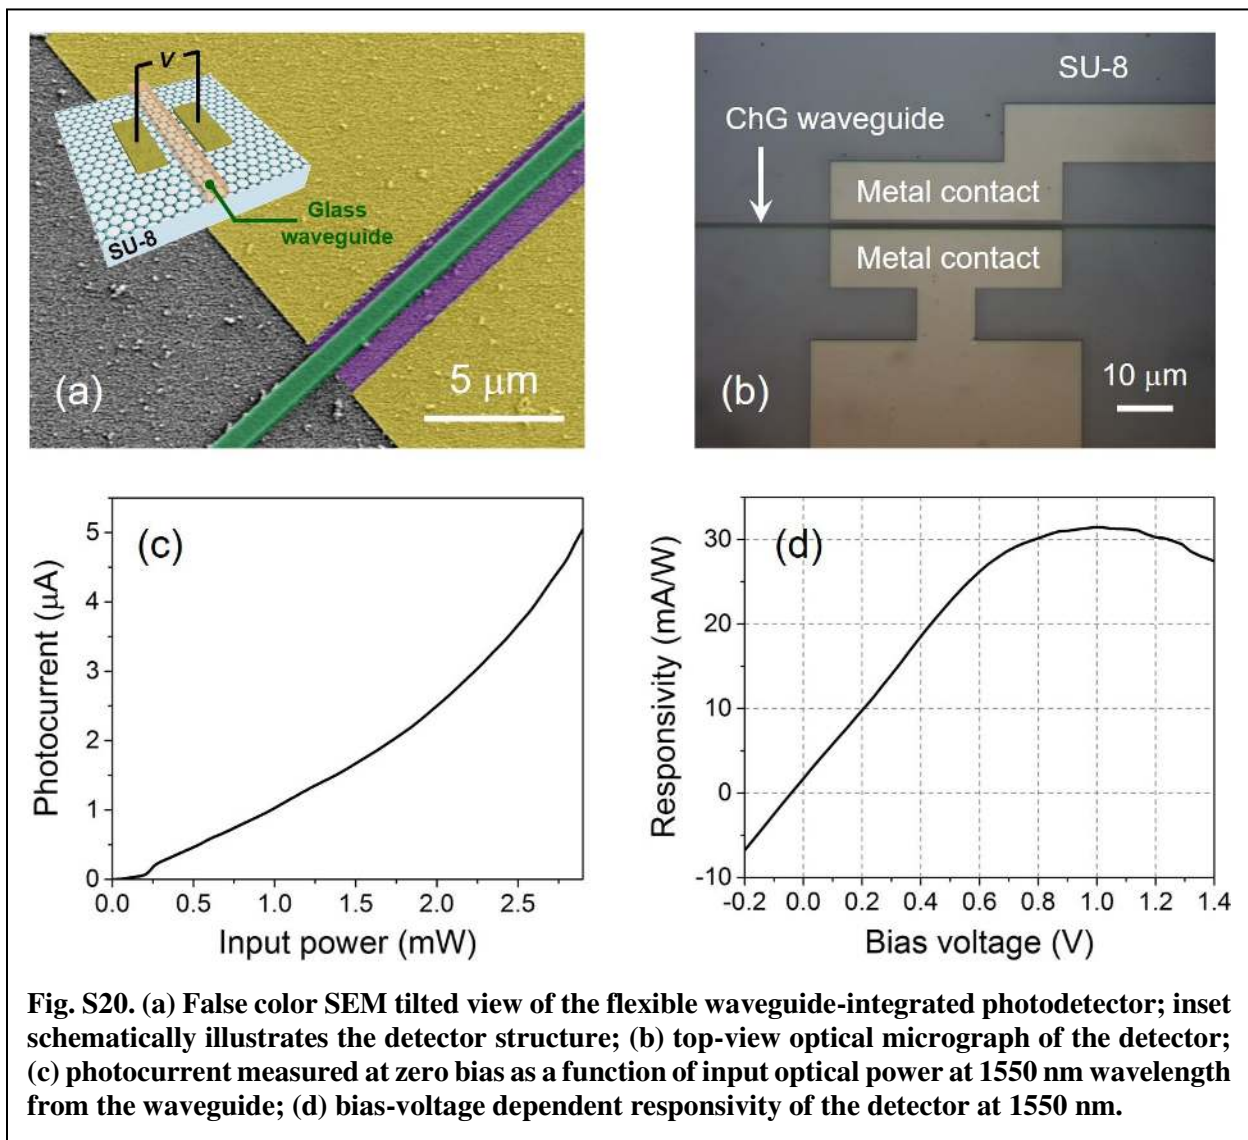 V
Glass
waveguide
SU-8
(a)
5 μm
SU-8
ChG waveguide
Metal contact
Metal contact
(b)
10 μm
(c)
Photocurrent (μA)
5
4
3
2
1
0
0.0 0.5 1.0 1.5 2.0 2.5
Input power (mW)
(d)
Responsivity (mA/W)
30
20
10
0
-10
-0.2 0.0 0.2 0.4 0.6 0.8 1.0 1.2 1.4
Bias voltage (V)
Fig. S20. (a) False color SEM tilted view of the flexible waveguide-integrated photodetector; inset
schematically illustrates the detector structure; (b) top-view optical micrograph of the detector;
(c) photocurrent measured at zero bias as a function of input optical power at 1550 nm wavelength
from the waveguide; (d) bias-voltage dependent responsivity of the detector at 1550 nm.